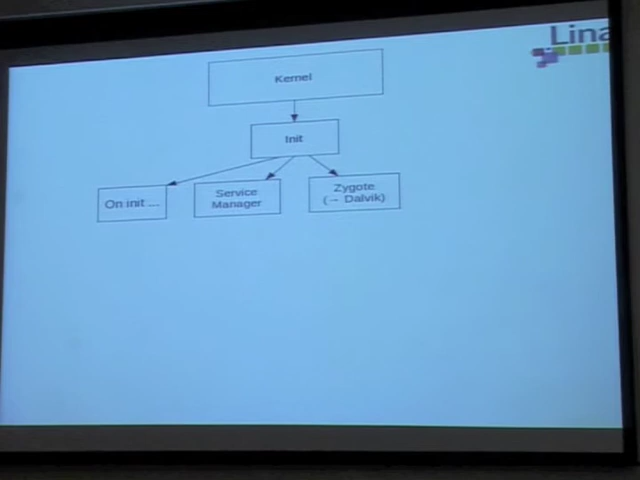 Lina
Kernel
Init
On init ...
Service
Manager
Zygote
(→ Dalvik)